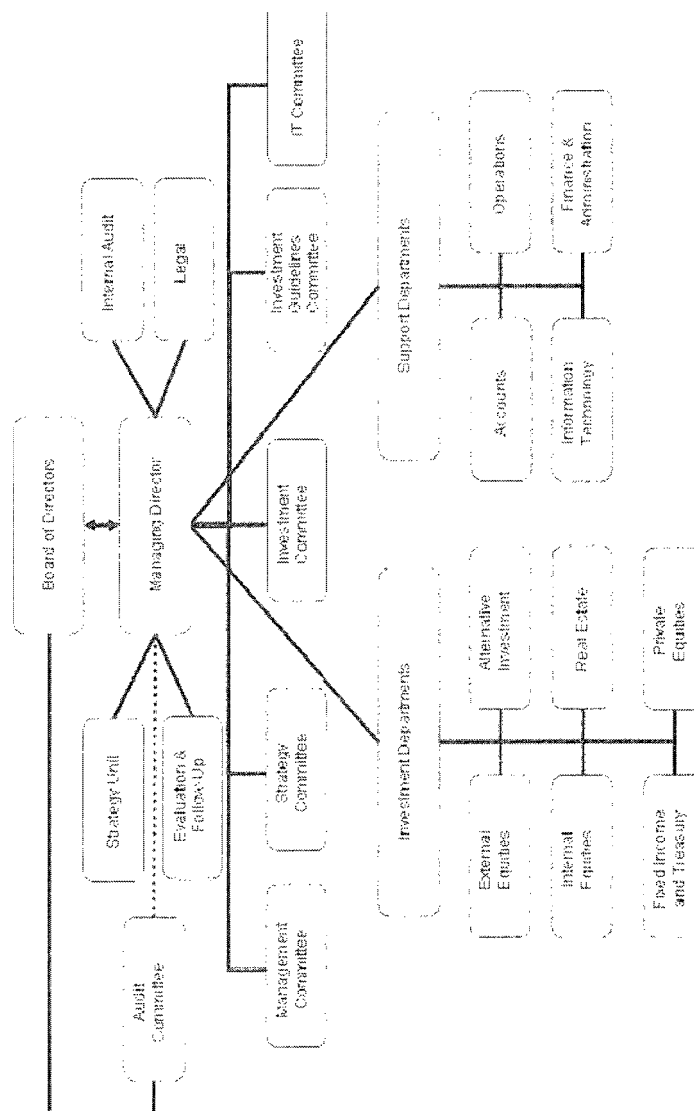 Board of Directors
Managing Director
Audit
Committee
Strategy Unit
Evaluation &
Follow-Up
Internal Audit
Legal
Management
Committee
Strategy
Committee
Investment
Committee
Investment
Guidelines
Committee
IT Committee
Investment Departments
Support Departments
External
Equities
Alternative
Investment
Internal
Equities
Real Estate
Fixed Income
and Treasury
Private
Equities
Accounts
Operations
Information
Technology
Finance &
Administration